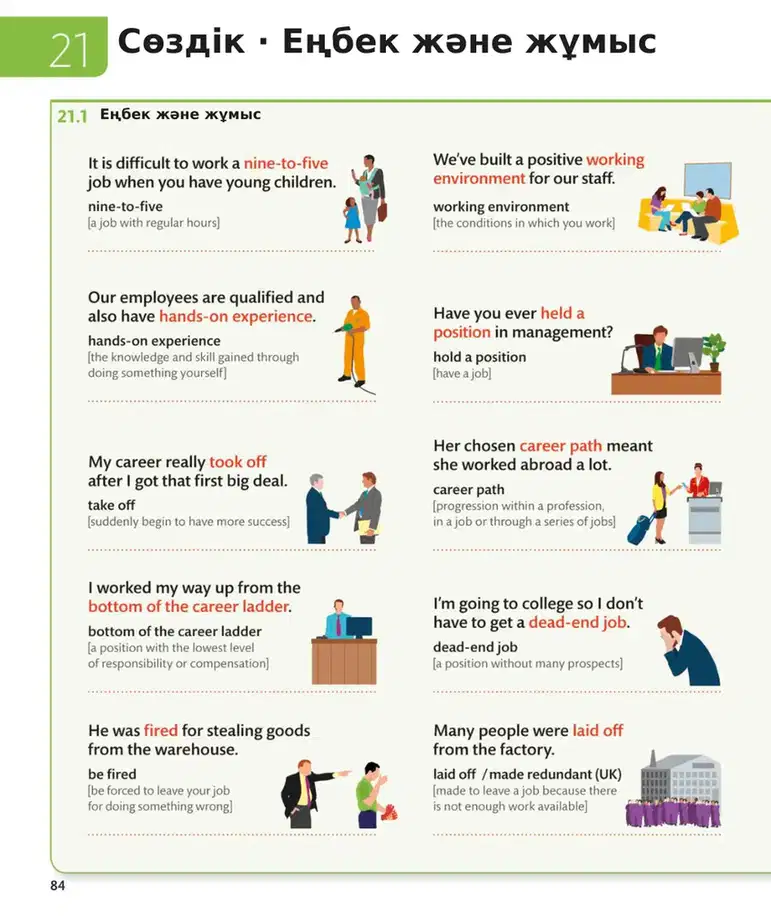 21
Сөздік · Еңбек және жұмыс
21.1 Еңбек және жұмыс
It is difficult to work a nine-to-five
job when you have young children.
nine-to-five
[a job with regular hours]
We've built a positive working
environment for our staff.
working environment
[the conditions in which you work]
Our employees are qualified and
also have hands-on experience.
hands-on experience
[the knowledge and skill gained through
doing something yourself]
Have you ever held a
position in management?
hold a position
[have a job]
My career really took off
after I got that first big deal.
take off
[suddenly begin to have more success]
Her chosen career path meant
she worked abroad a lot.
career path
[progression within a profession,
in a job or through a series of jobs]
I worked my way up from the
bottom of the career ladder.
bottom of the career ladder
[a position with the lowest level
of responsibility or compensation]
I'm going to college so I don't
have to get a dead-end job.
dead-end job
[a position without many prospects]
He was fired for stealing goods
from the warehouse.
be fired
[be forced to leave your job
for doing something wrong]
Many people were laid off
from the factory.
laid off / made redundant (UK)
[made to leave a job because there
is not enough work available]
84